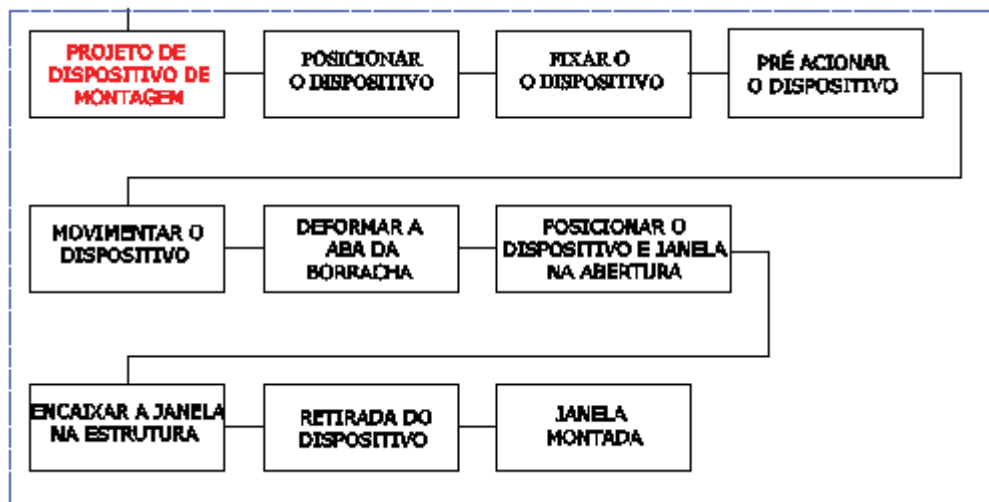 PROJETO DE
DISPOSITIVO DE
MONTAGEM
POSICIONAR
O DISPOSITIVO
FIXAR O
O DISPOSITIVO
PRÉ ACIONAR
O DISPOSITIVO
MOVIMENTAR O
DISPOSITIVO
DEFORMAR A
ABA DA
BORRACHA
POSICIONAR O
DISPOSITIVO E JANELA
NA ABERTURA
ENCAIXAR A JANELA
NA ESTRUTURA
RETIRADA DO
DISPOSITIVO
JANELA
MONTADA